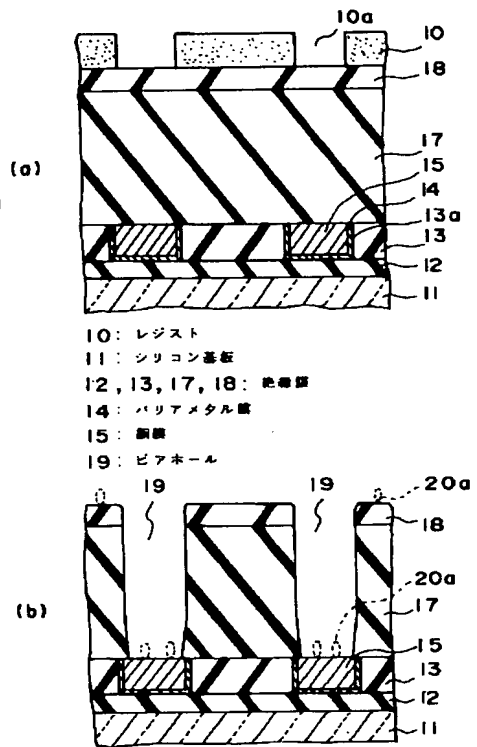 10a
10
18
17
(a)
15
14
13a
13
12
11
10: レジスト
11: シリコン基板
12, 13, 17, 18: 絶縁膜
14: バリアメタル膜
15: 銅膜
19: ビアホール
19
19
20a
18
20a
17
(b)
15
13
12
11